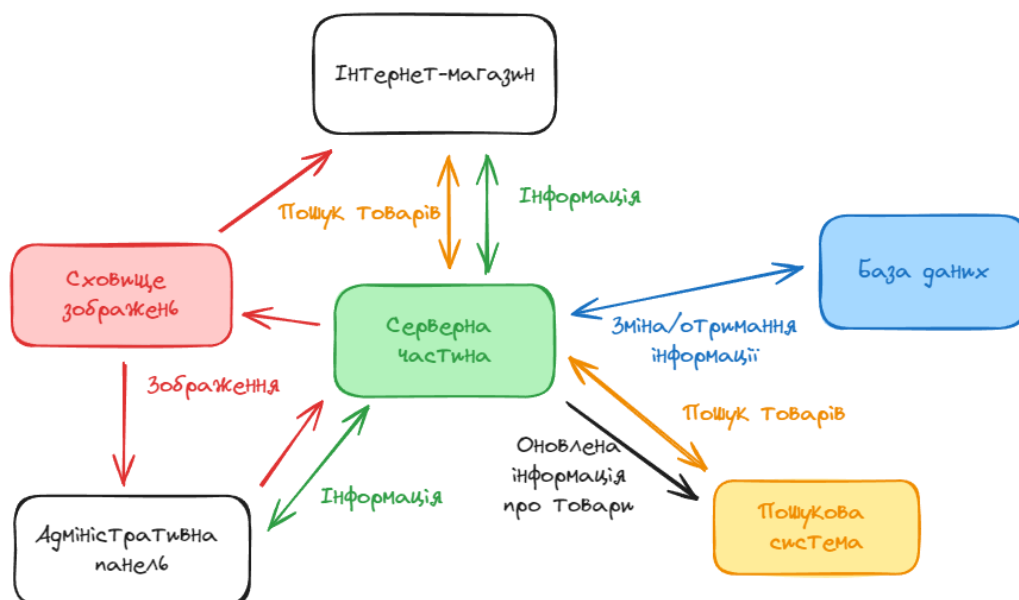 Інтернет-магазин
Пошук товарів
Інформація
Сховище
зображень
База даних
Серверна
частина
Зміна/отримання
інформації
Зображення
Пошук товарів
Оновлена
інформація
про товари
Інформація
Адміністративна
панель
Пошукова
система